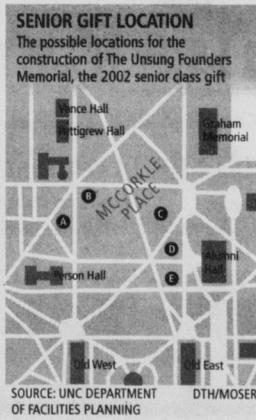 SENIOR GIFT LOCATION
The possible locations for the
construction of The Unsung Founders
Memorial, the 2002 senior class gift
Vance Hall
Pettigrew Hall
Graham
Memorial
B
MCCORKLE
PLACE
C
A
D
Alumni
Hall
Person Hall
E
Old West
Old East
SOURCE: UNC DEPARTMENT
OF FACILITIES PLANNING
DTH/MOSER